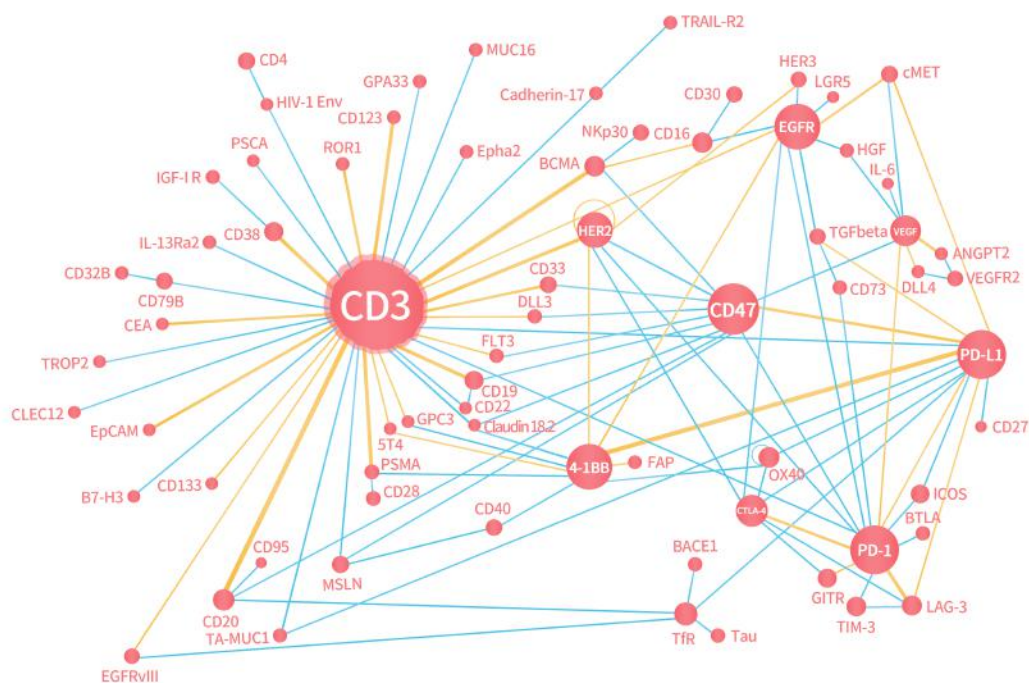 TRAIL-R2
MUC16
CD4
GPA33
HER3
cMET
LGR5
Cadherin-17
CD30
HIV-1 Env
CD123
EGFR
NKp30
CD16
PSCA
ROR1
Epha2
BCMA
HGF
IL-6
IGF-I R
CD38
HER2
TGFbeta
VEGF
IL-13Ra2
ANGPT2
CD32B
CD33
CD79B
CD3
DLL3
CD47
CD73
DLL4
VEGFR2
CEA
FLT3
PD-L1
TROP2
CD19
CD22
CLEC12
GPC3
Claudin 18.2
CD27
EpCAM
5T4
4-1BB
FAP
OX40
PSMA
B7-H3
CD133
CD28
CD40
CTLA-4
ICOS
BTLA
CD95
BACE1
PD-1
MSLN
GITR
CD20
TIM-3
LAG-3
TA-MUC1
TfR
Tau
EGFRvIII